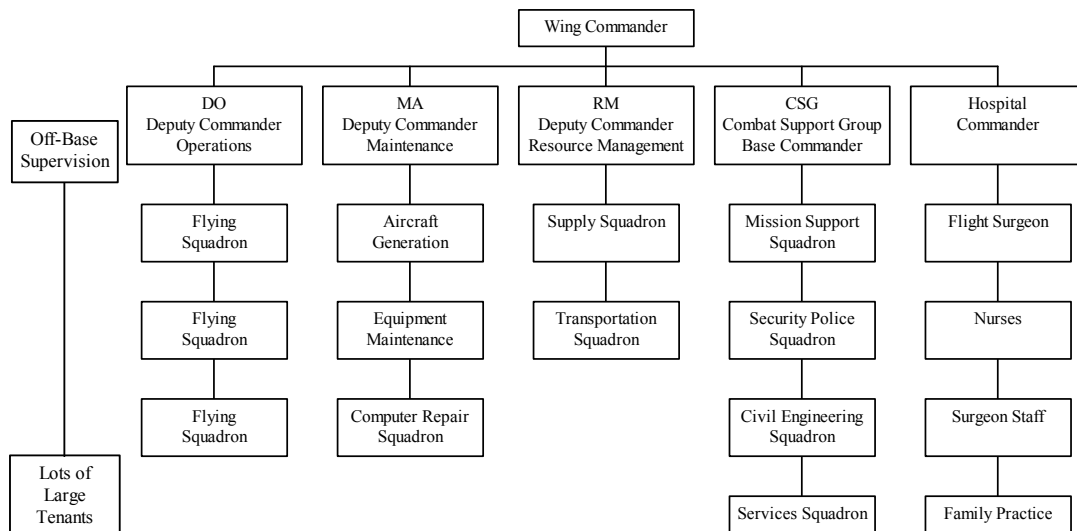 Wing Commander
DO
Deputy Commander
Operations
MA
Deputy Commander
Maintenance
RM
Deputy Commander
Resource Management
CSG
Combat Support Group
Base Commander
Hospital
Commander
Off-Base
Supervision
Flying
Squadron
Aircraft
Generation
Supply Squadron
Mission Support
Squadron
Flight Surgeon
Flying
Squadron
Equipment
Maintenance
Transportation
Squadron
Security Police
Squadron
Nurses
Flying
Squadron
Computer Repair
Squadron
Civil Engineering
Squadron
Surgeon Staff
Lots of
Large
Tenants
Services Squadron
Family Practice